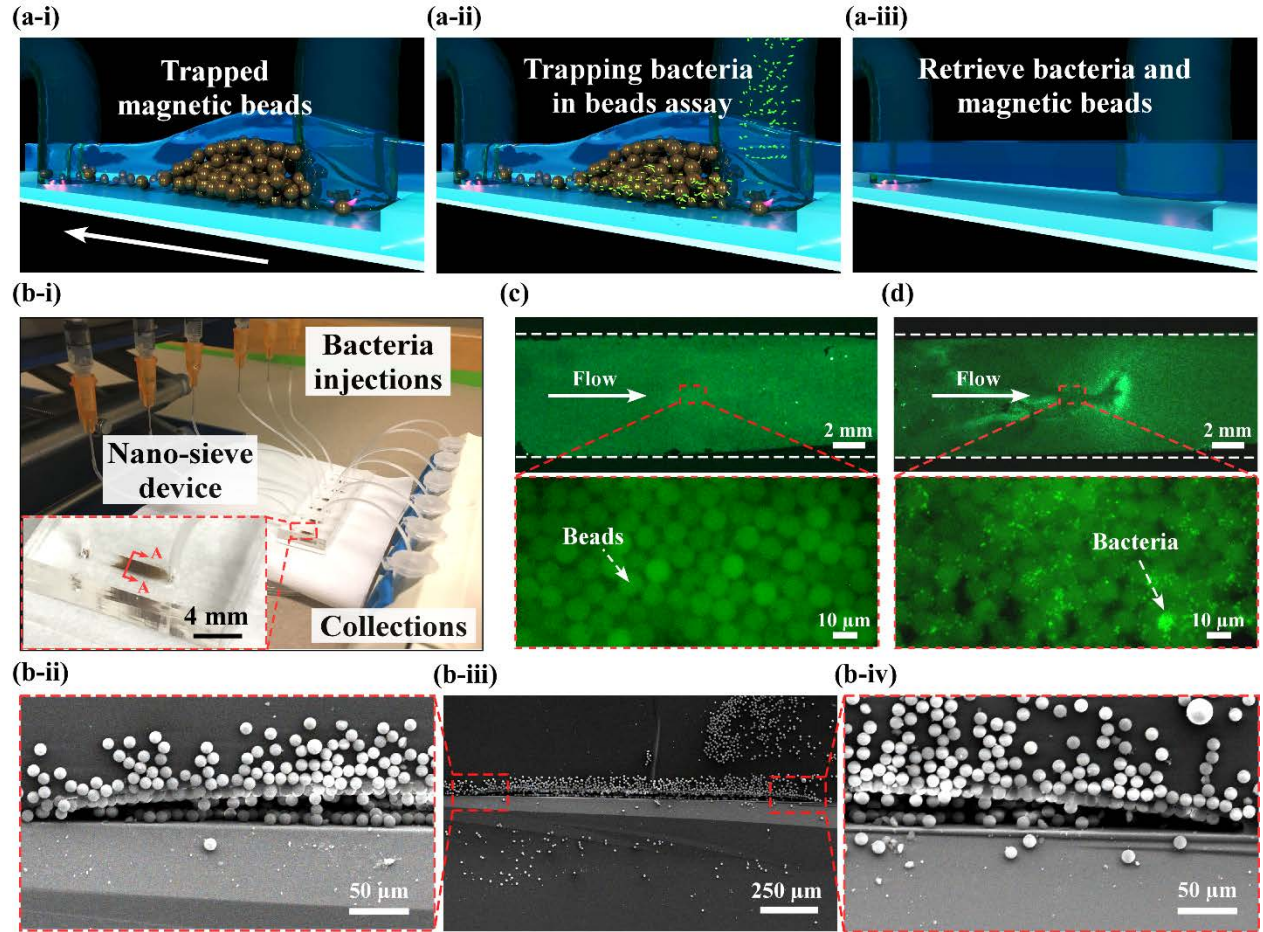 (a-i)
(a-ii)
(a-iii)
Trapped
magnetic beads
Trapping bacteria
in beads assay
Retrieve bacteria and
magnetic beads
(b-i)
(c)
(d)
Bacteria
injections
Nano-sieve
device
A
A
4 mm
Collections
Flow
2 mm
Beads
10 µm
Flow
2 mm
Bacteria
10 µm
(b-ii)
(b-iii)
(b-iv)
50 µm
250 µm
50 µm